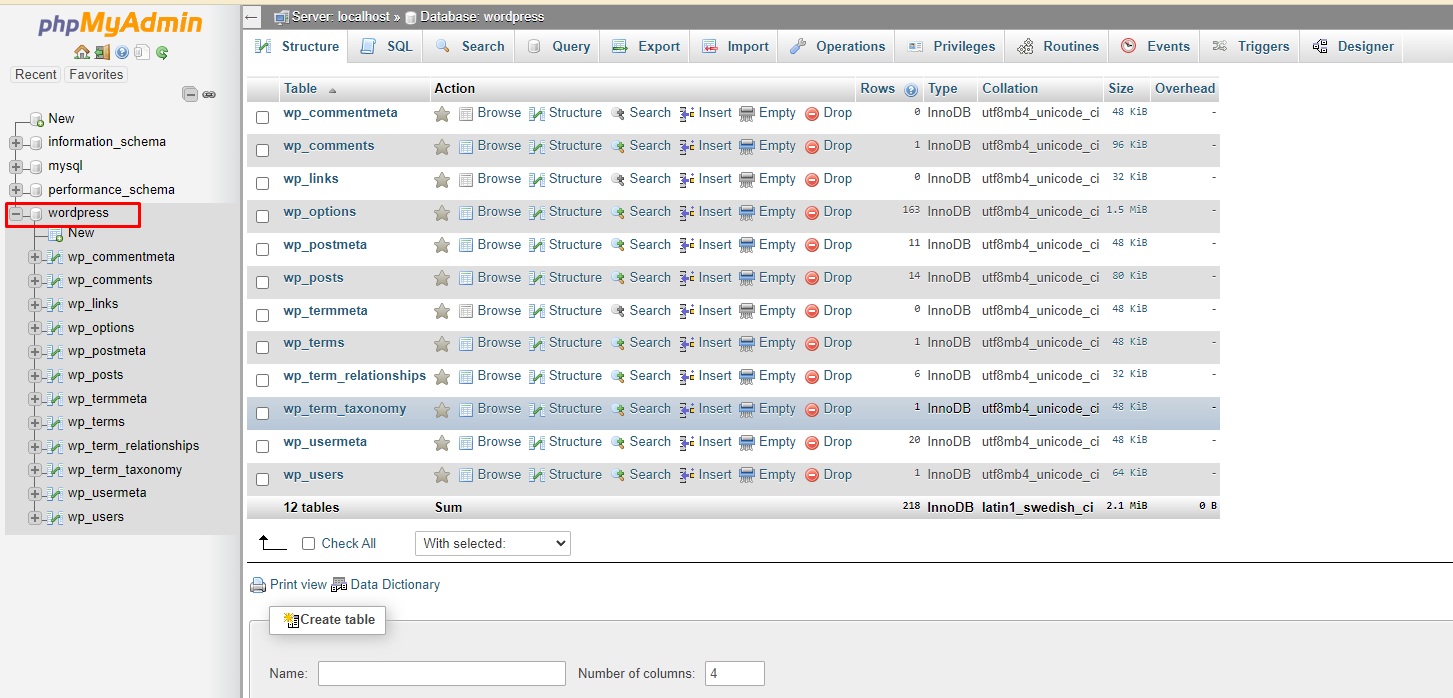 phpMyAdmin
Recent Favorites
New
information_schema
mysql
performance_schema
wordpress
New
wp_commentmeta
wp_comments
wp_links
wp_options
wp_postmeta
wp_posts
wp_termmeta
wp_terms
wp_term_relationships
wp_term_taxonomy
wp_usermeta
wp_users
Server: localhost » Database: wordpress
Structure SQL Search Query Export Import Operations Privileges Routines Events Triggers Designer
Table Action Rows Type Collation Size Overhead
wp_commentmeta Browse Structure Search Insert Empty Drop 0 InnoDB utf8mb4_unicode_ci 48 KiB -
wp_comments Browse Structure Search Insert Empty Drop 1 InnoDB utf8mb4_unicode_ci 96 KiB -
wp_links Browse Structure Search Insert Empty Drop 0 InnoDB utf8mb4_unicode_ci 32 KiB -
wp_options Browse Structure Search Insert Empty Drop 163 InnoDB utf8mb4_unicode_ci 1.5 MiB -
wp_postmeta Browse Structure Search Insert Empty Drop 11 InnoDB utf8mb4_unicode_ci 48 KiB -
wp_posts Browse Structure Search Insert Empty Drop 14 InnoDB utf8mb4_unicode_ci 80 KiB -
wp_termmeta Browse Structure Search Insert Empty Drop 0 InnoDB utf8mb4_unicode_ci 48 KiB -
wp_terms Browse Structure Search Insert Empty Drop 1 InnoDB utf8mb4_unicode_ci 48 KiB -
wp_term_relationships Browse Structure Search Insert Empty Drop 6 InnoDB utf8mb4_unicode_ci 32 KiB -
wp_term_taxonomy Browse Structure Search Insert Empty Drop 1 InnoDB utf8mb4_unicode_ci 48 KiB -
wp_usermeta Browse Structure Search Insert Empty Drop 20 InnoDB utf8mb4_unicode_ci 48 KiB -
wp_users Browse Structure Search Insert Empty Drop 1 InnoDB utf8mb4_unicode_ci 64 KiB -
12 tables Sum 218 InnoDB latin1_swedish_ci 2.1 MiB 0 B
Check All With selected:
Print view Data Dictionary
Create table
Name: Number of columns: 4